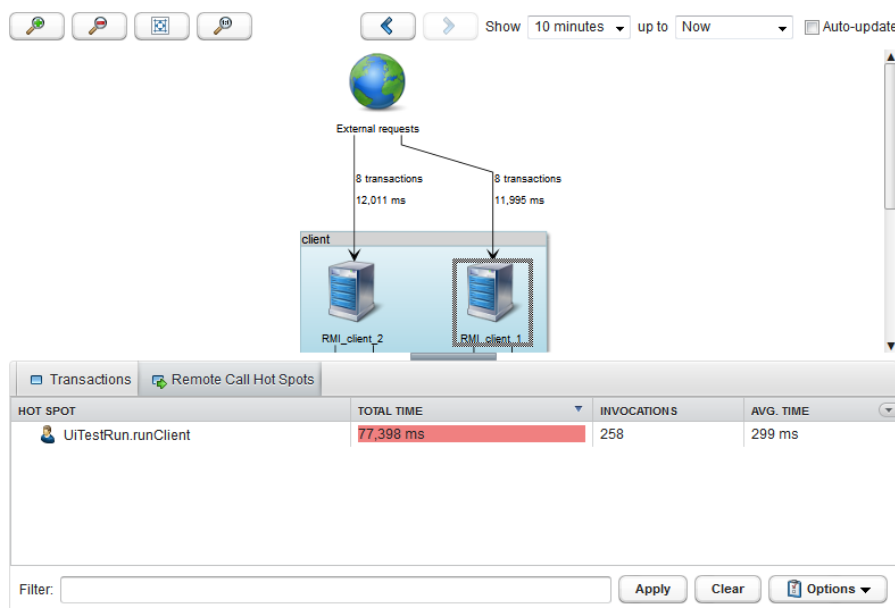 Show 10 minutes up to Now Auto-update
External requests
8 transactions 8 transactions
12,011 ms 11,995 ms
client
RMI_client_2 RMI_client_1
Transactions Remote Call Hot Spots
HOT SPOT TOTAL TIME INVOCATIONS AVG. TIME
UiTestRun.runClient 77,398 ms 258 299 ms
Filter: Apply Clear Options